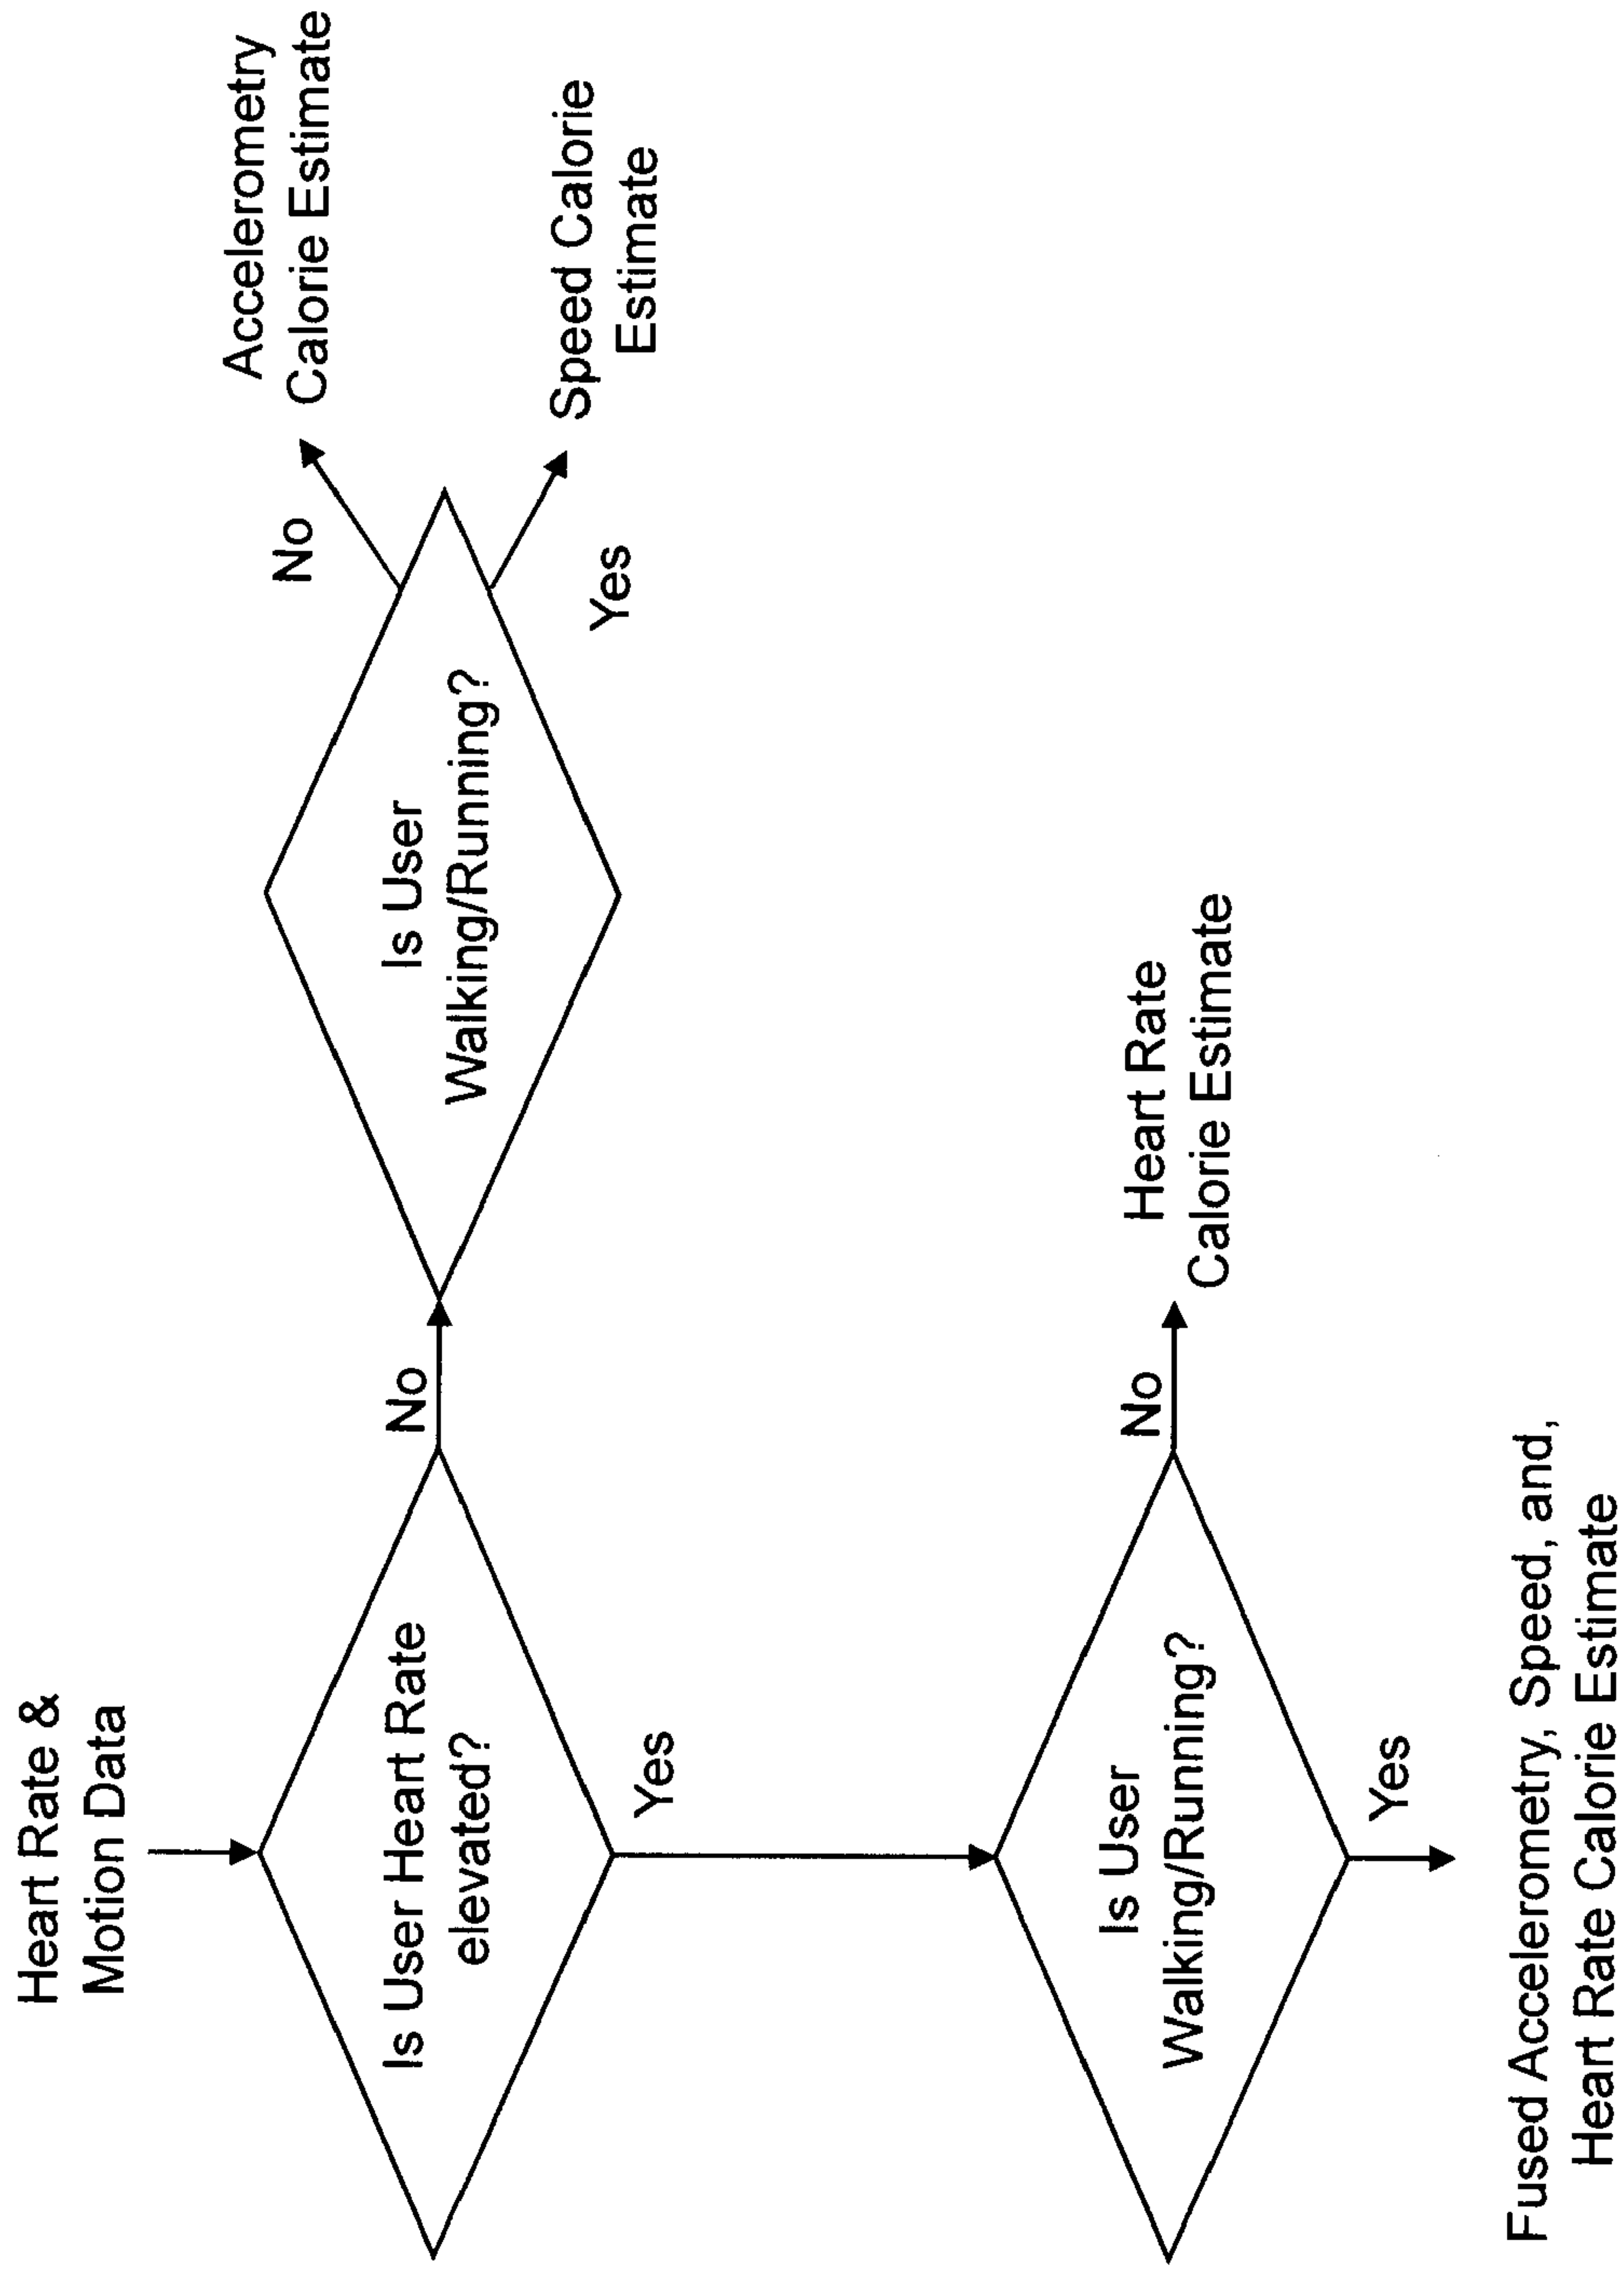 Heart Rate &
Motion Data
Is User Heart Rate
elevated?
No
Is User
Walking/Running?
No
Accelerometry
Calorie Estimate
Yes
Speed Calorie
Estimate
Yes
Is User
Walking/Running?
No
Heart Rate
Calorie Estimate
Yes
Fused Accelerometry, Speed, and,
Heart Rate Calorie Estimate